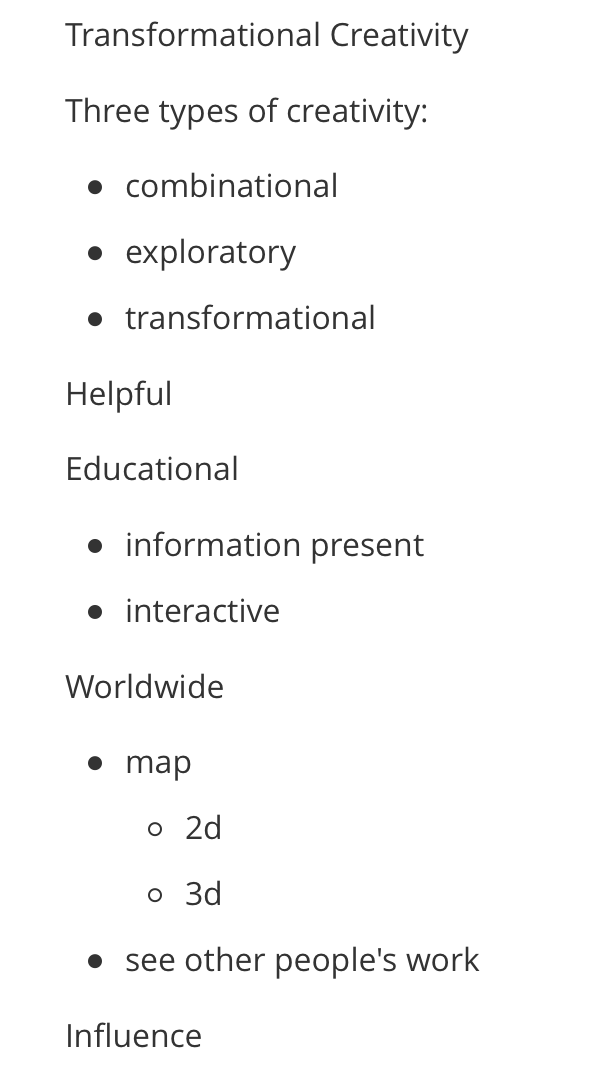 Transformational Creativity
Three types of creativity:
● combinational
● exploratory
● transformational
Helpful
Educational
● information present
● interactive
Worldwide
● map
○ 2d
○ 3d
● see other people's work
Influence